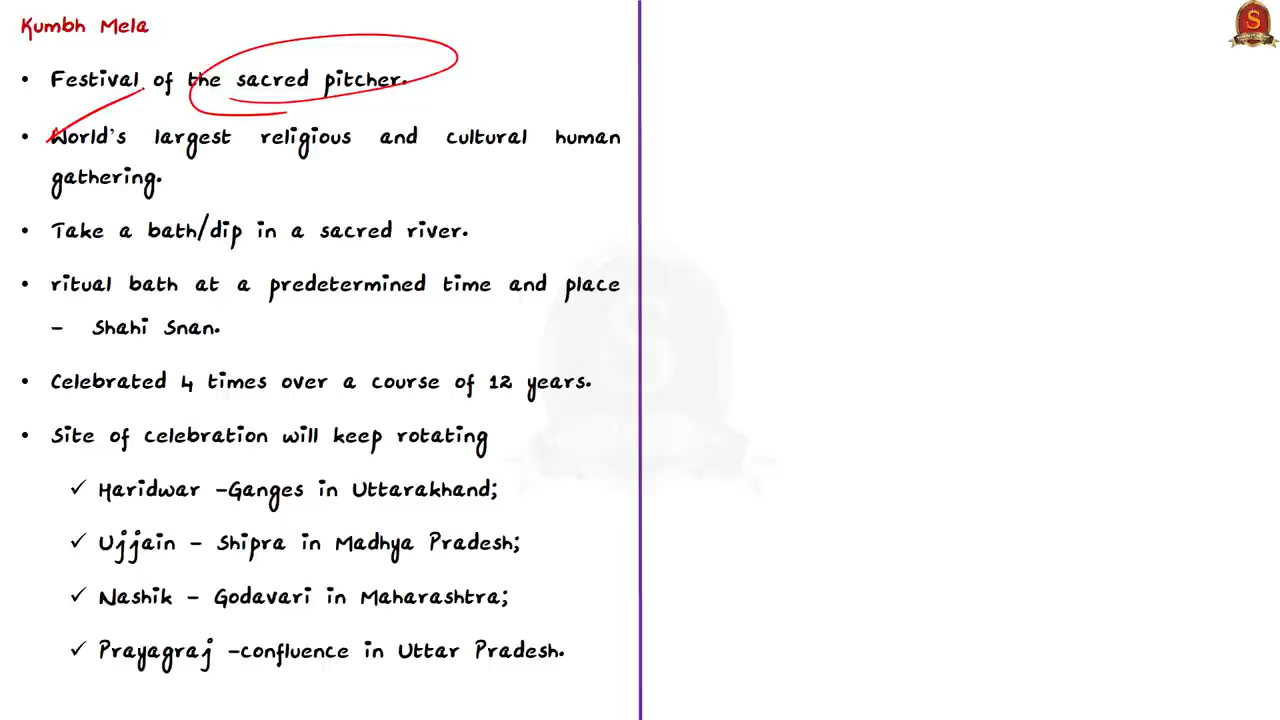 Kumbh Mela
• Festival of the sacred pitcher.
• World's largest religious and cultural human
gathering.
• Take a bath/dip in a sacred river.
• ritual bath at a predetermined time and place
– Shahi Snan.
• Celebrated 4 times over a course of 12 years.
• Site of celebration will keep rotating
✓ Haridwar -Ganges in Uttarakhand;
✓ Ujjain - Shipra in Madhya Pradesh;
✓ Nashik - Godavari in Maharashtra;
✓ Prayagraj -confluence in Uttar Pradesh.
S